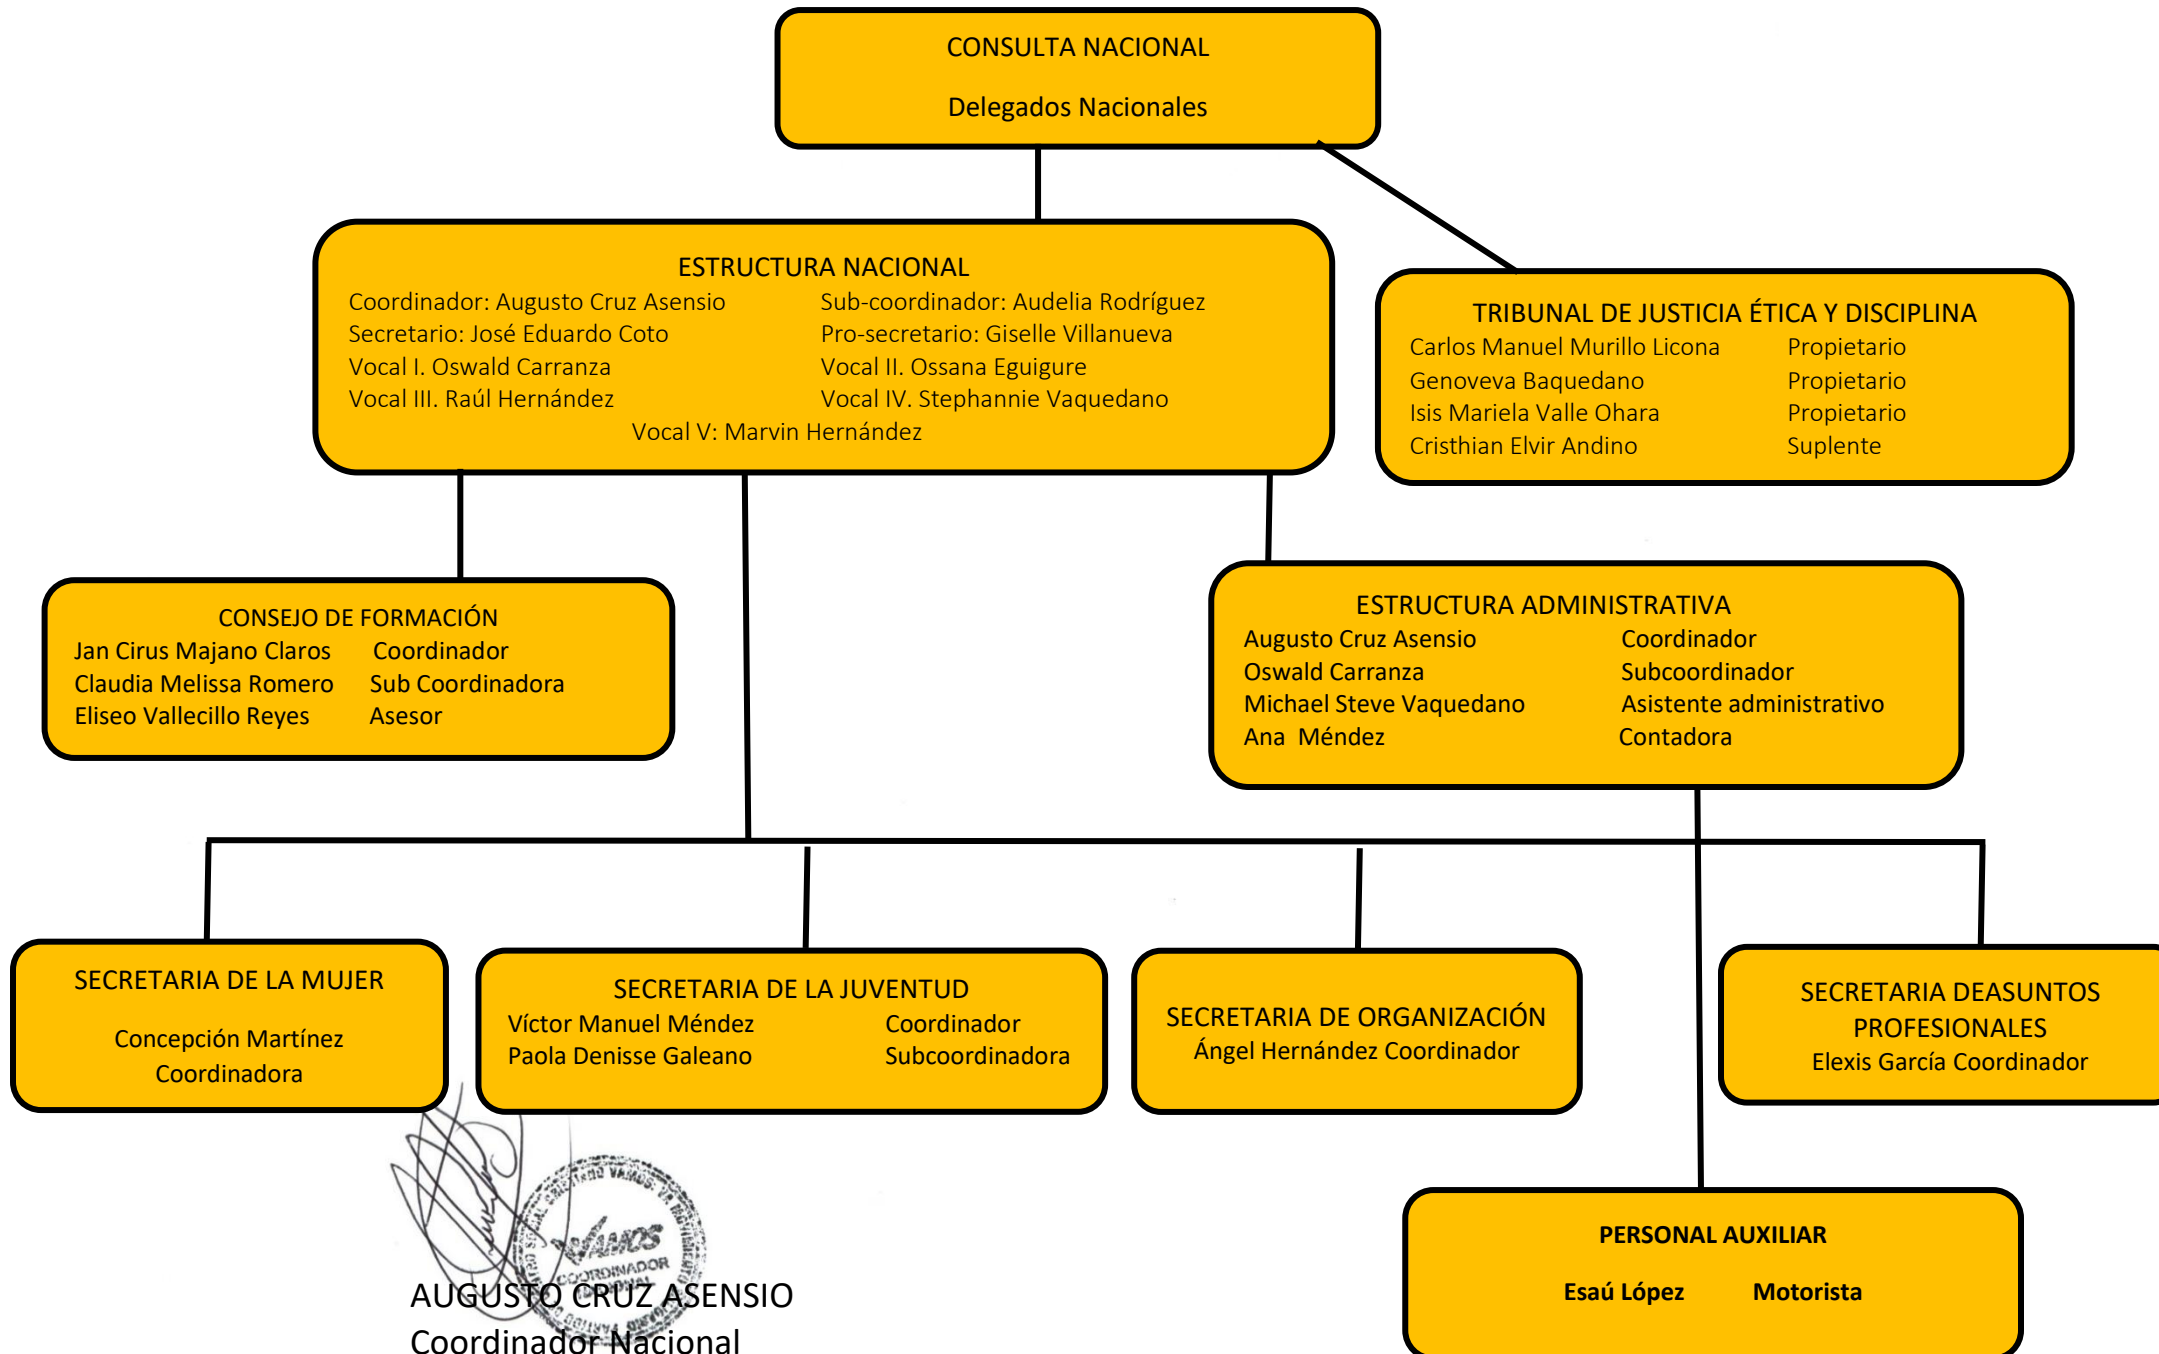 CONSULTA NACIONAL
Delegados Nacionales
ESTRUCTURA NACIONAL
Coordinador: Augusto Cruz Asensio Sub-coordinador: Audelia Rodríguez
Secretario: José Eduardo Coto Pro-secretario: Giselle Villanueva
Vocal I. Oswald Carranza Vocal II. Ossana Eguigure
Vocal III. Raúl Hernández Vocal IV. Stephannie Vaquedano
Vocal V: Marvin Hernández
TRIBUNAL DE JUSTICIA ÉTICA Y DISCIPLINA
Carlos Manuel Murillo Licona Propietario
Genoveva Baquedano Propietario
Isis Mariela Valle Ohara Propietario
Cristhian Elvir Andino Suplente
CONSEJO DE FORMACIÓN
Jan Cirus Majano Claros Coordinador
Claudia Melissa Romero Sub Coordinadora
Eliseo Vallecillo Reyes Asesor
ESTRUCTURA ADMINISTRATIVA
Augusto Cruz Asensio Coordinador
Oswald Carranza Subcoordinador
Michael Steve Vaquedano Asistente administrativo
Ana Méndez Contadora
SECRETARIA DE LA MUJER
Concepción Martínez
Coordinadora
SECRETARIA DE LA JUVENTUD
Víctor Manuel Méndez Coordinador
Paola Denisse Galeano Subcoordinadora
SECRETARIA DE ORGANIZACIÓN
Ángel Hernández Coordinador
SECRETARIA DEASUNTOS
PROFESIONALES
Elexis García Coordinador
PERSONAL AUXILIAR
Esaú López Motorista
VAMOS
COORDINADOR
NACIONAL
AUGUSTO CRUZ ASENSIO
Coordinador Nacional